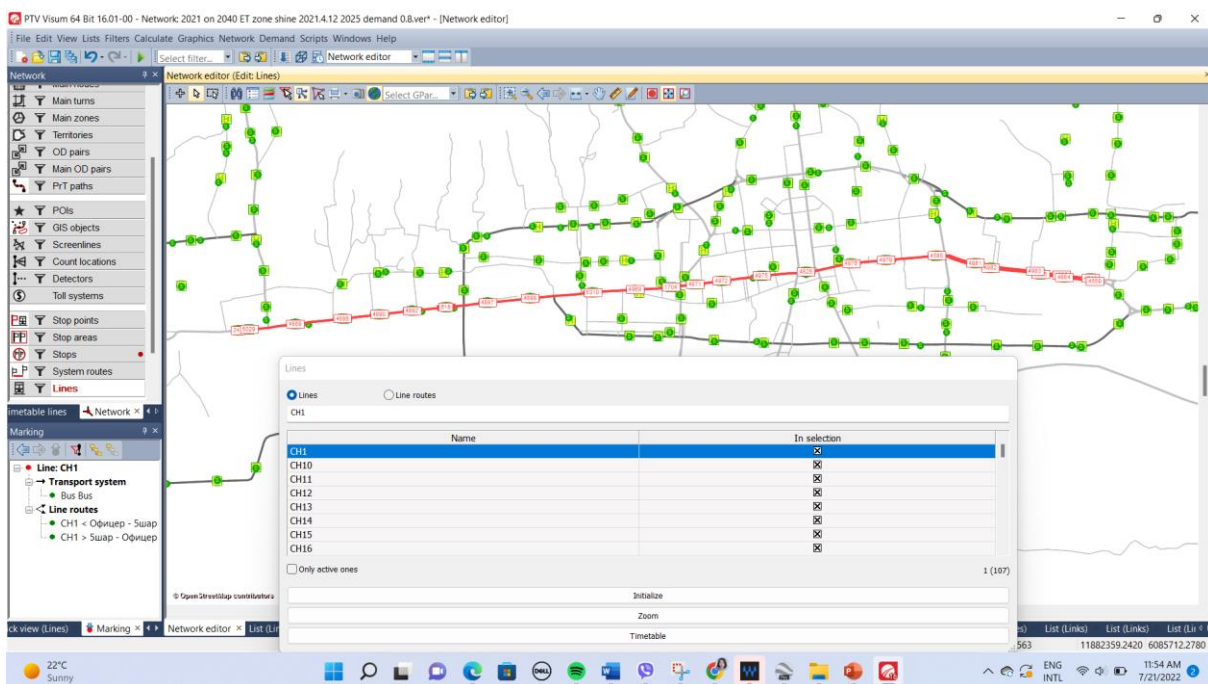 PTV Visum 64 Bit 16.01-00 - Network: 2021 on 2040 ET zone shine 2021.4.12 2025 demand 0.8.ver* - [Network editor]
File Edit View Lists Filters Calculate Graphics Network Demand Scripts Windows Help
Select filter... Network editor
Network
Network editor (Edit: Lines)
Select GPar...
Main nodes
Main turns
Main zones
Territories
OD pairs
Main OD pairs
PrT paths
POIs
GIS objects
Screenlines
Count locations
Detectors
Toll systems
Stop points
Stop areas
Stops
System routes
Lines
imetable lines Network
Marking
Line: CH1
Transport system
Bus Bus
Line routes
CH1 < Офицер - 5шар
CH1 > 5шар - Офицер
© OpenStreetMap contributors
Lines
Lines Line routes
CH1
Name In selection
CH1
CH10
CH11
CH12
CH13
CH14
CH15
CH16
Only active ones 1 (107)
Initialize
Zoom
Timetable
ck view (Lines) Marking Network editor List (Lin
es) List (Links) List (Links) List (Lir
563 11882359.2420 6085712.2780
22°C
Sunny
DELL
ENG
INTL
11:54 AM
7/21/2022
2